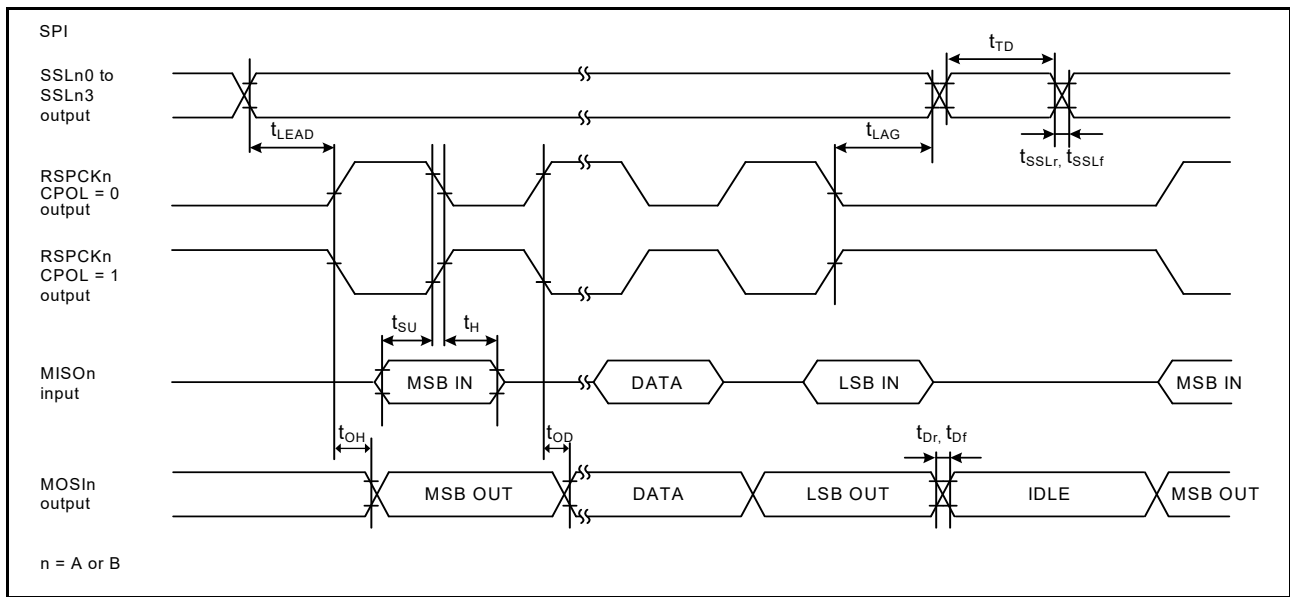 SPI
SSLn0 to
SSLn3
output
tTD
tLEAD
tLAG
tSSLr, tSSLf
RSPCKn
CPOL = 0
output
RSPCKn
CPOL = 1
output
tSU
tH
MISOn
input
MSB IN
DATA
LSB IN
MSB IN
tOH
tOD
tDr, tDf
MOSIn
output
MSB OUT
DATA
LSB OUT
IDLE
MSB OUT
n = A or B